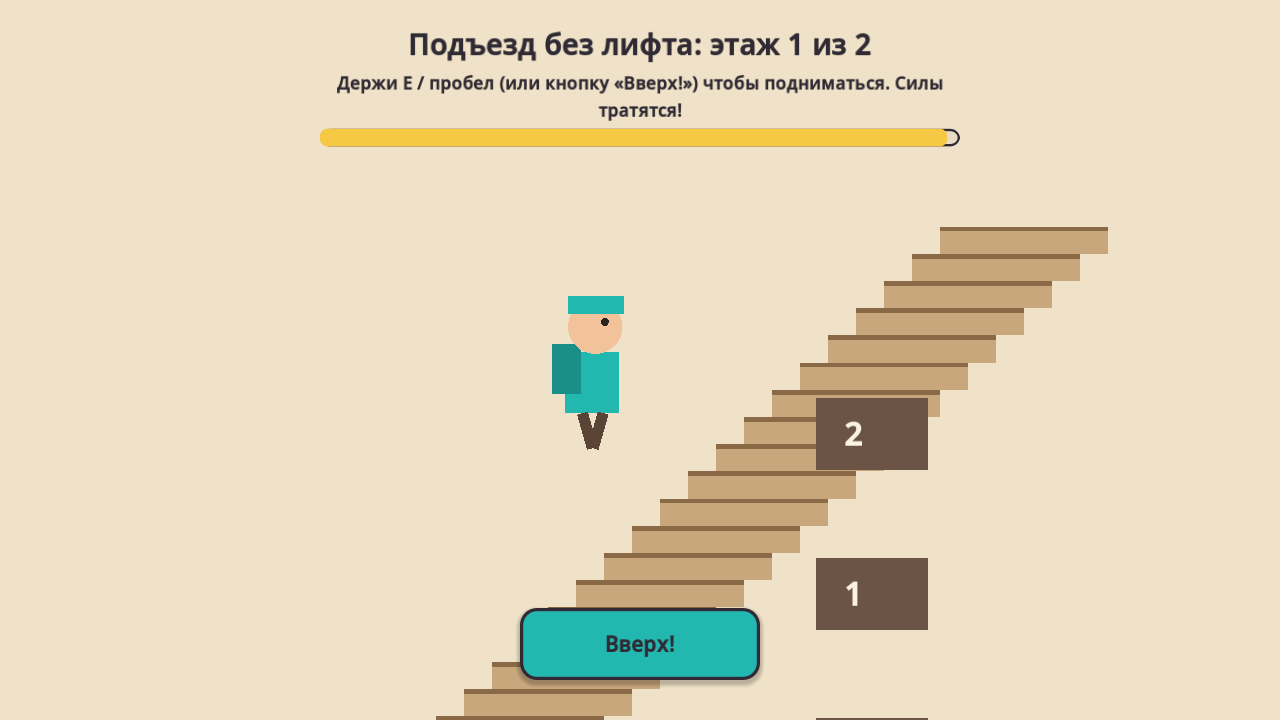 Подъезд без лифта: этаж 1 из 2
Держи E / пробел (или кнопку «Вверх!») чтобы подниматься. Силы
тратятся!
2
1
Вверх!